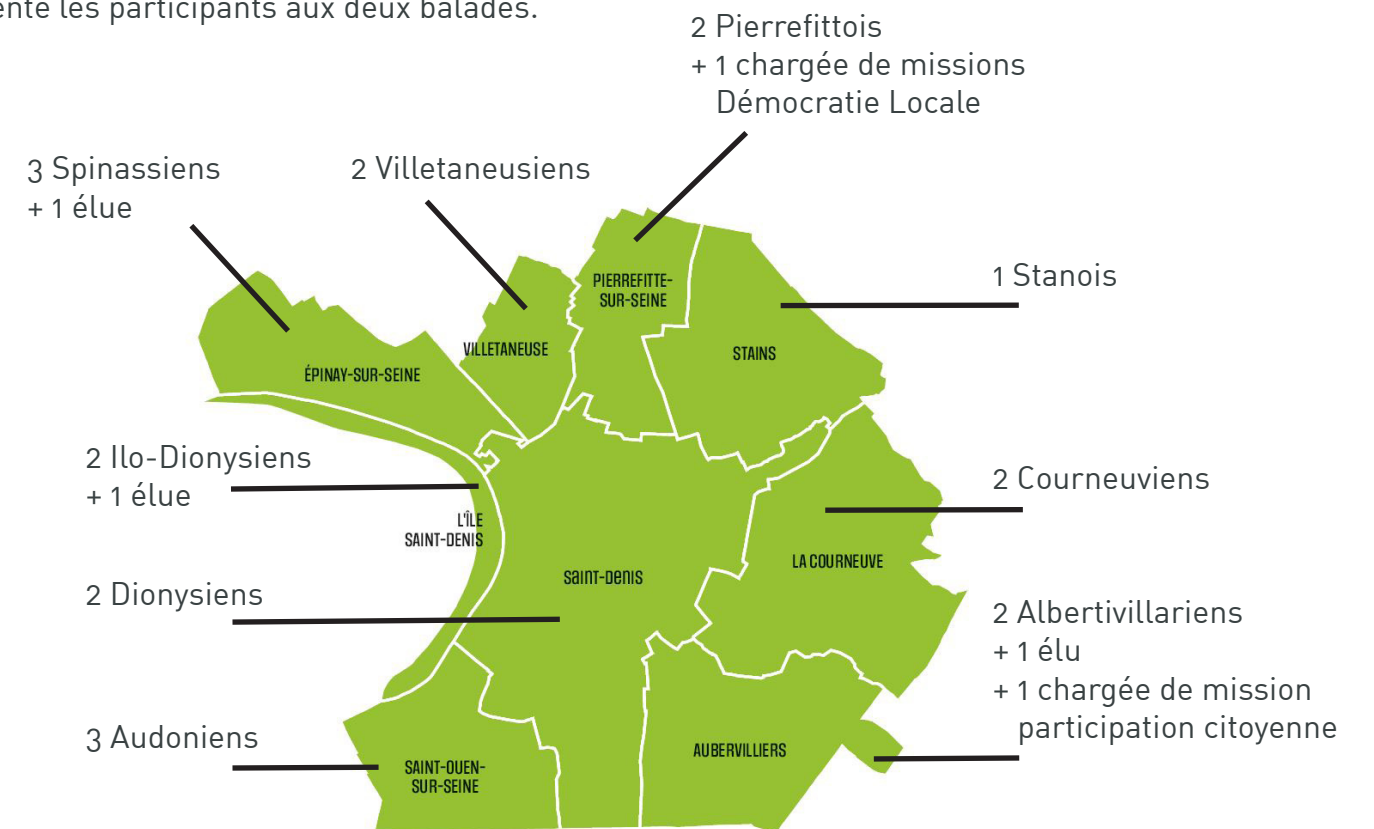 ente les participants aux deux balades.
2 Pierrefittois
+ 1 chargée de missions
Démocratie Locale
3 Spinassiens
+ 1 élue
2 Villetaneusiens
1 Stanois
PIERREFITTE-
SUR-SEINE
VILLETANEUSE
STAINS
ÉPINAY-SUR-SEINE
2 Ilo-Dionysiens
+ 1 élue
2 Courneuviens
L'ÎLE
SAINT-DENIS
LA COURNEUVE
saint-denis
2 Dionysiens
2 Albertivillariens
+ 1 élu
+ 1 chargée de mission
participation citoyenne
3 Audoniens
AUBERVILLIERS
SAINT-OUEN-
SUR-SEINE